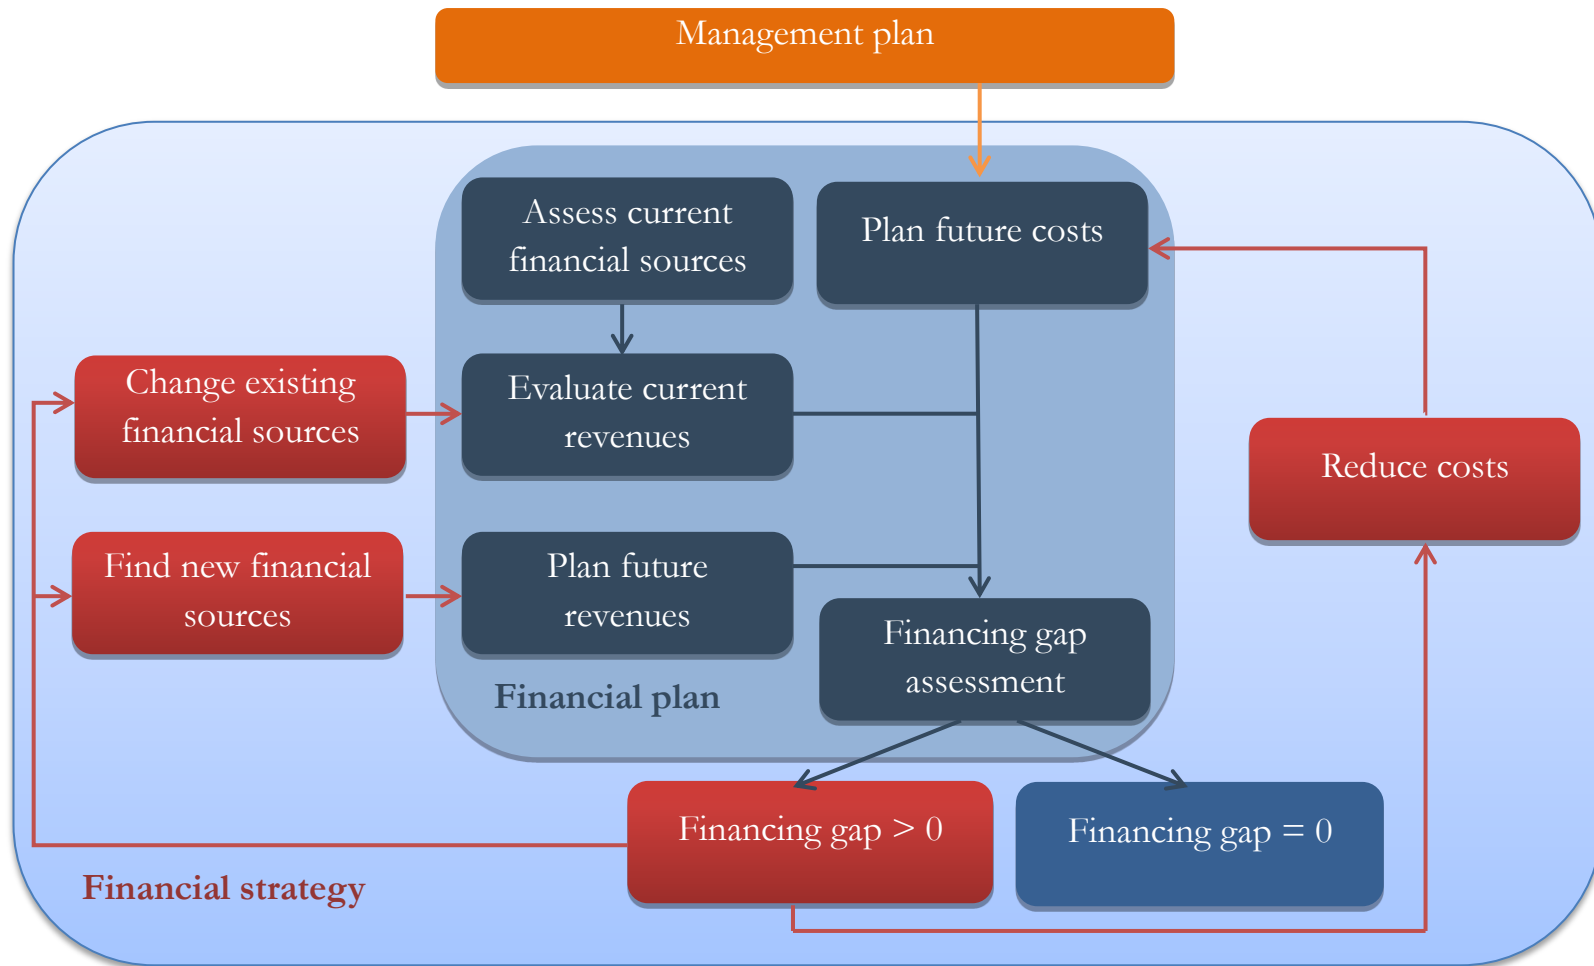 Management plan
Assess current
financial sources
Plan future costs
Change existing
financial sources
Evaluate current
revenues
Reduce costs
Find new financial
sources
Plan future
revenues
Financing gap
assessment
Financial plan
Financing gap > 0
Financing gap = 0
Financial strategy